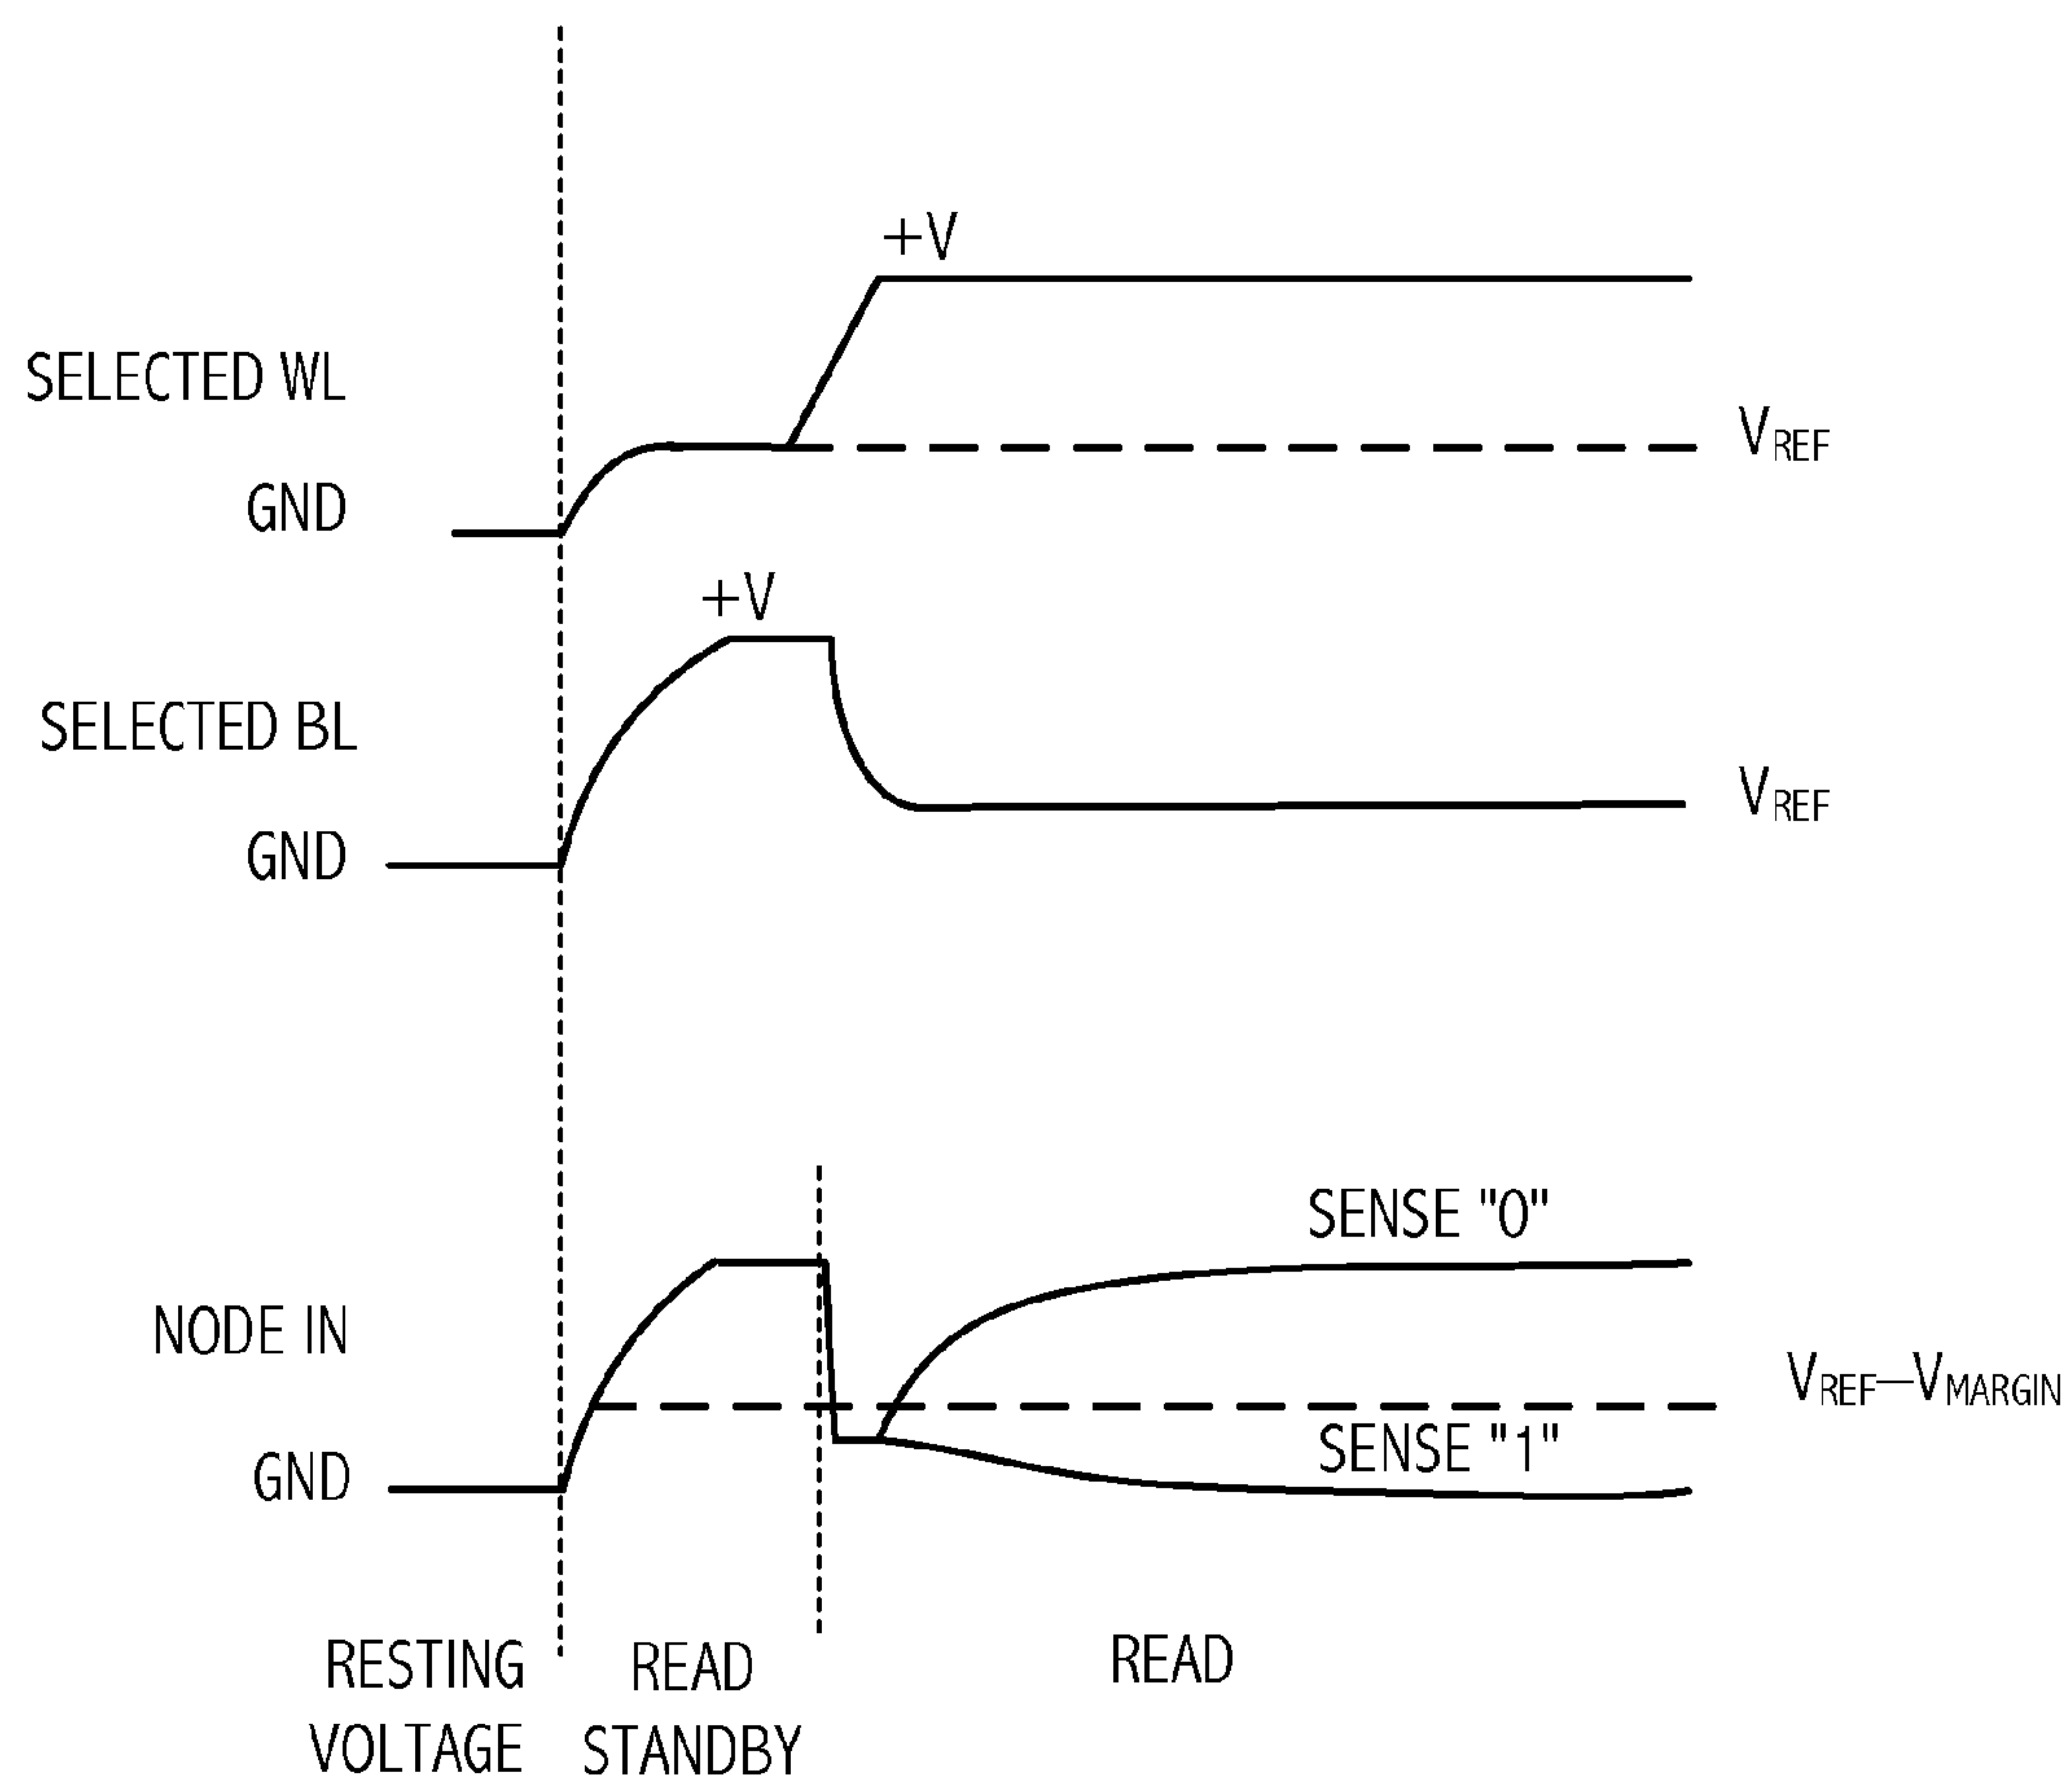 +V
SELECTED WL
VREF
GND
+V
SELECTED BL
VREF
GND
SENSE "0"
NODE IN
VREF—VMARGIN
SENSE "1"
GND
RESTING VOLTAGE
READ STANDBY
READ